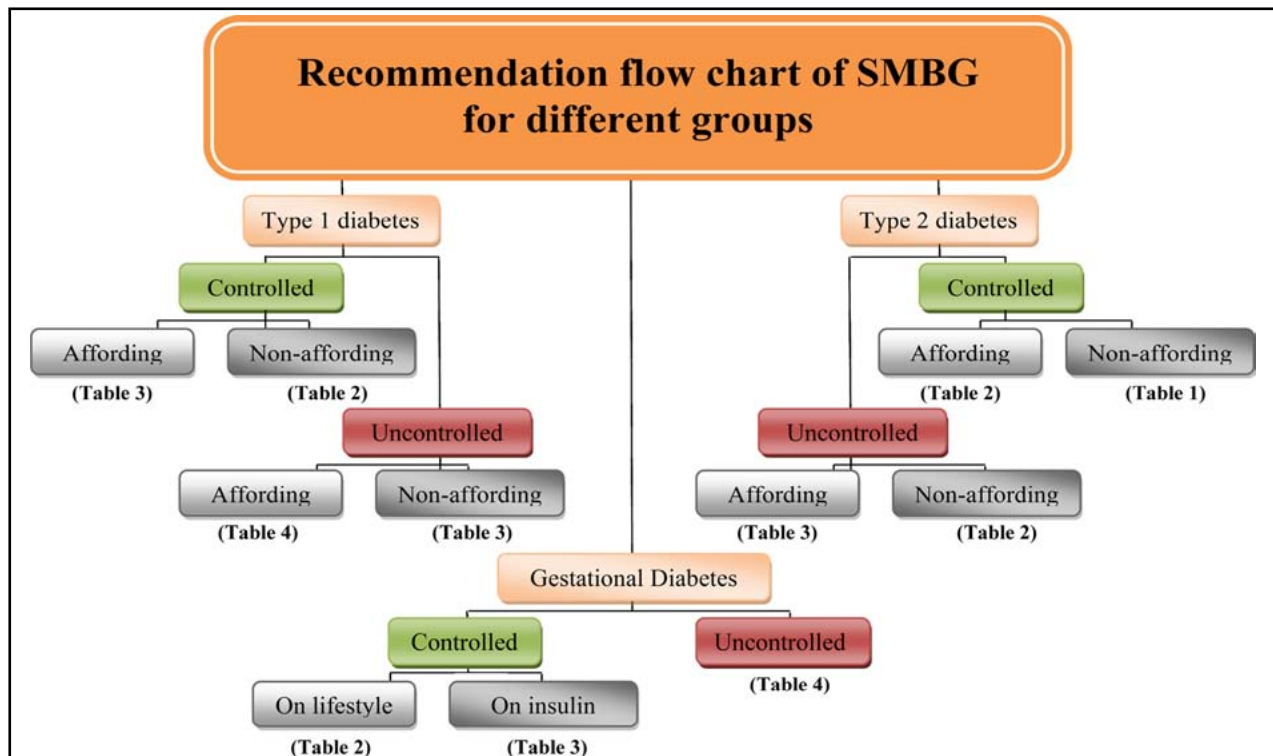 Recommendation flow chart of SMBG
for different groups
Type 1 diabetes
Type 2 diabetes
Controlled
Controlled
Affording
Non-affording
Affording
Non-affording
(Table 3)
(Table 2)
(Table 2)
(Table 1)
Uncontrolled
Uncontrolled
Affording
Non-affording
Affording
Non-affording
(Table 4)
(Table 3)
(Table 3)
(Table 2)
Gestational Diabetes
Controlled
Uncontrolled
(Table 4)
On lifestyle
On insulin
(Table 2)
(Table 3)